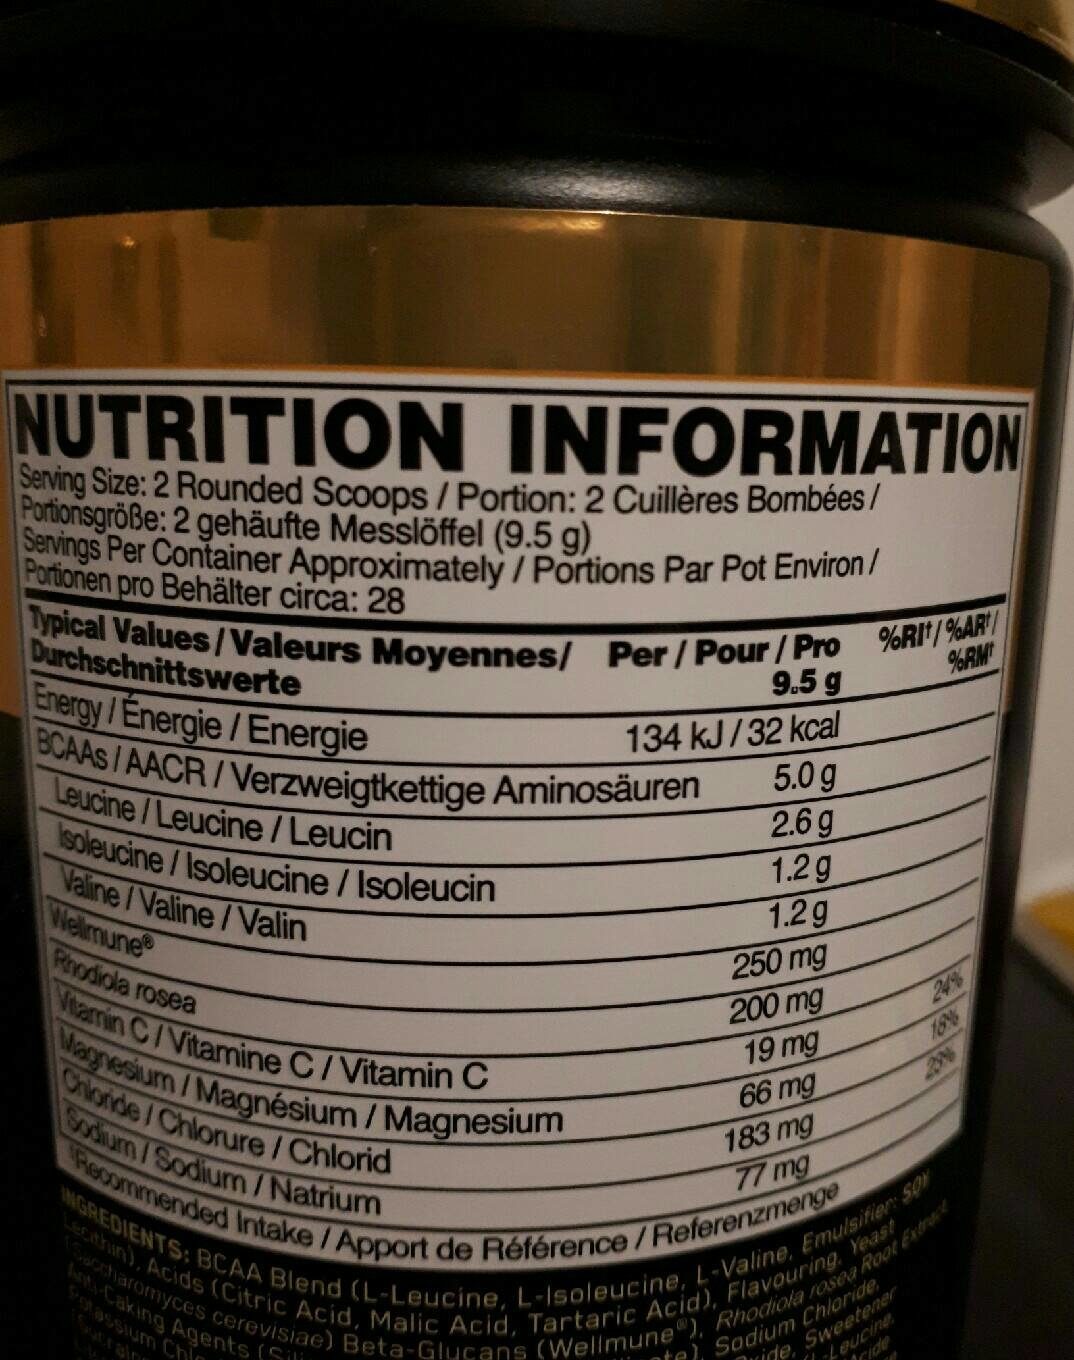 NUTRITION INFORMATION
Serving Size: 2 Rounded Scoops / Portion: 2 Cuillères Bombées /
Portionsgröße: 2 gehäufte Messlöffel (9.5 g)
Servings Per Container Approximately / Portions Par Pot Environ /
Portionen pro Behälter circa: 28
Typical Values / Valeurs Moyennes / Per / Pour / Pro %RI† / %AR† /
Durchschnittswerte 9.5 g %RM†
Energy / Énergie / Energie 134 kJ / 32 kcal
BCAAs / AACR / Verzweigtkettige Aminosäuren 5.0 g
Leucine / Leucine / Leucin 2.6 g
Isoleucine / Isoleucine / Isoleucin 1.2 g
Valine / Valine / Valin 1.2 g
Wellmune® 250 mg
Rhodiola rosea 200 mg
Vitamin C / Vitamine C / Vitamin C 19 mg 24%
Magnesium / Magnésium / Magnesium 66 mg 18%
Chloride / Chlorure / Chlorid 183 mg 23%
Sodium / Sodium / Natrium 77 mg
†Recommended Intake / Apport de Référence / Referenzmenge
INGREDIENTS: BCAA Blend (L-Leucine, L-Isoleucine, L-Valine, Emulsifier: SOY
Lecithin), Acids (Citric Acid, Malic Acid, Tartaric Acid), Flavouring, Yeast
(Saccharomyces cerevisiae) Beta-Glucans (Wellmune®), Rhodiola rosea Root Extract
Anti-Caking Agents Sodium Chloride,
Potassium Sweetener
L-Leucine,